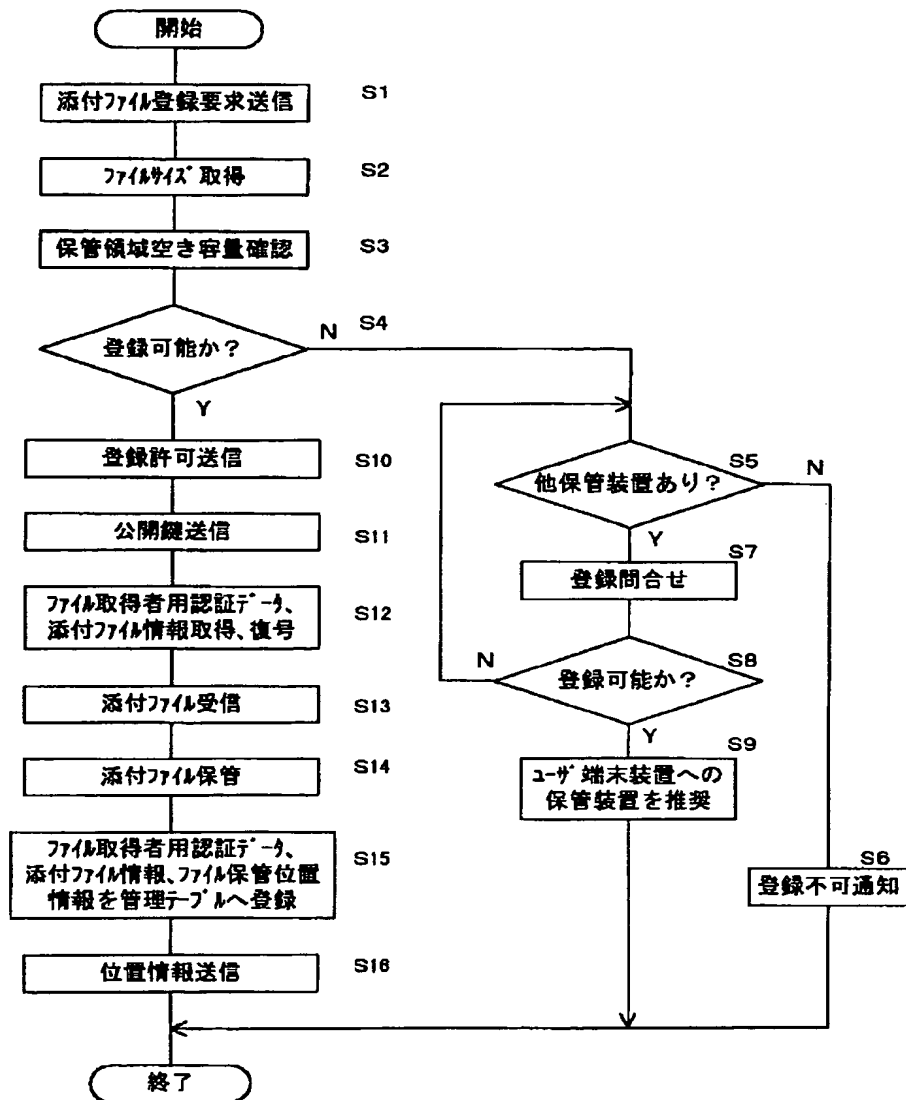 開始
添付ファイル登録要求送信
S1
ファイルサイズ取得
S2
保管領域空き容量確認
S3
登録可能か？
N
S4
Y
登録許可送信
S10
公開鍵送信
S11
ファイル取得者用認証データ、
添付ファイル情報取得、復号
S12
添付ファイル受信
S13
添付ファイル保管
S14
ファイル取得者用認証データ、
添付ファイル情報、ファイル保管位置
情報を管理テーブルへ登録
S15
位置情報送信
S16
他保管装置あり？
S5
N
Y
S7
登録問合せ
N
登録可能か？
S8
Y
S9
ユーザ端末装置への
保管装置を推奨
S6
登録不可通知
終了